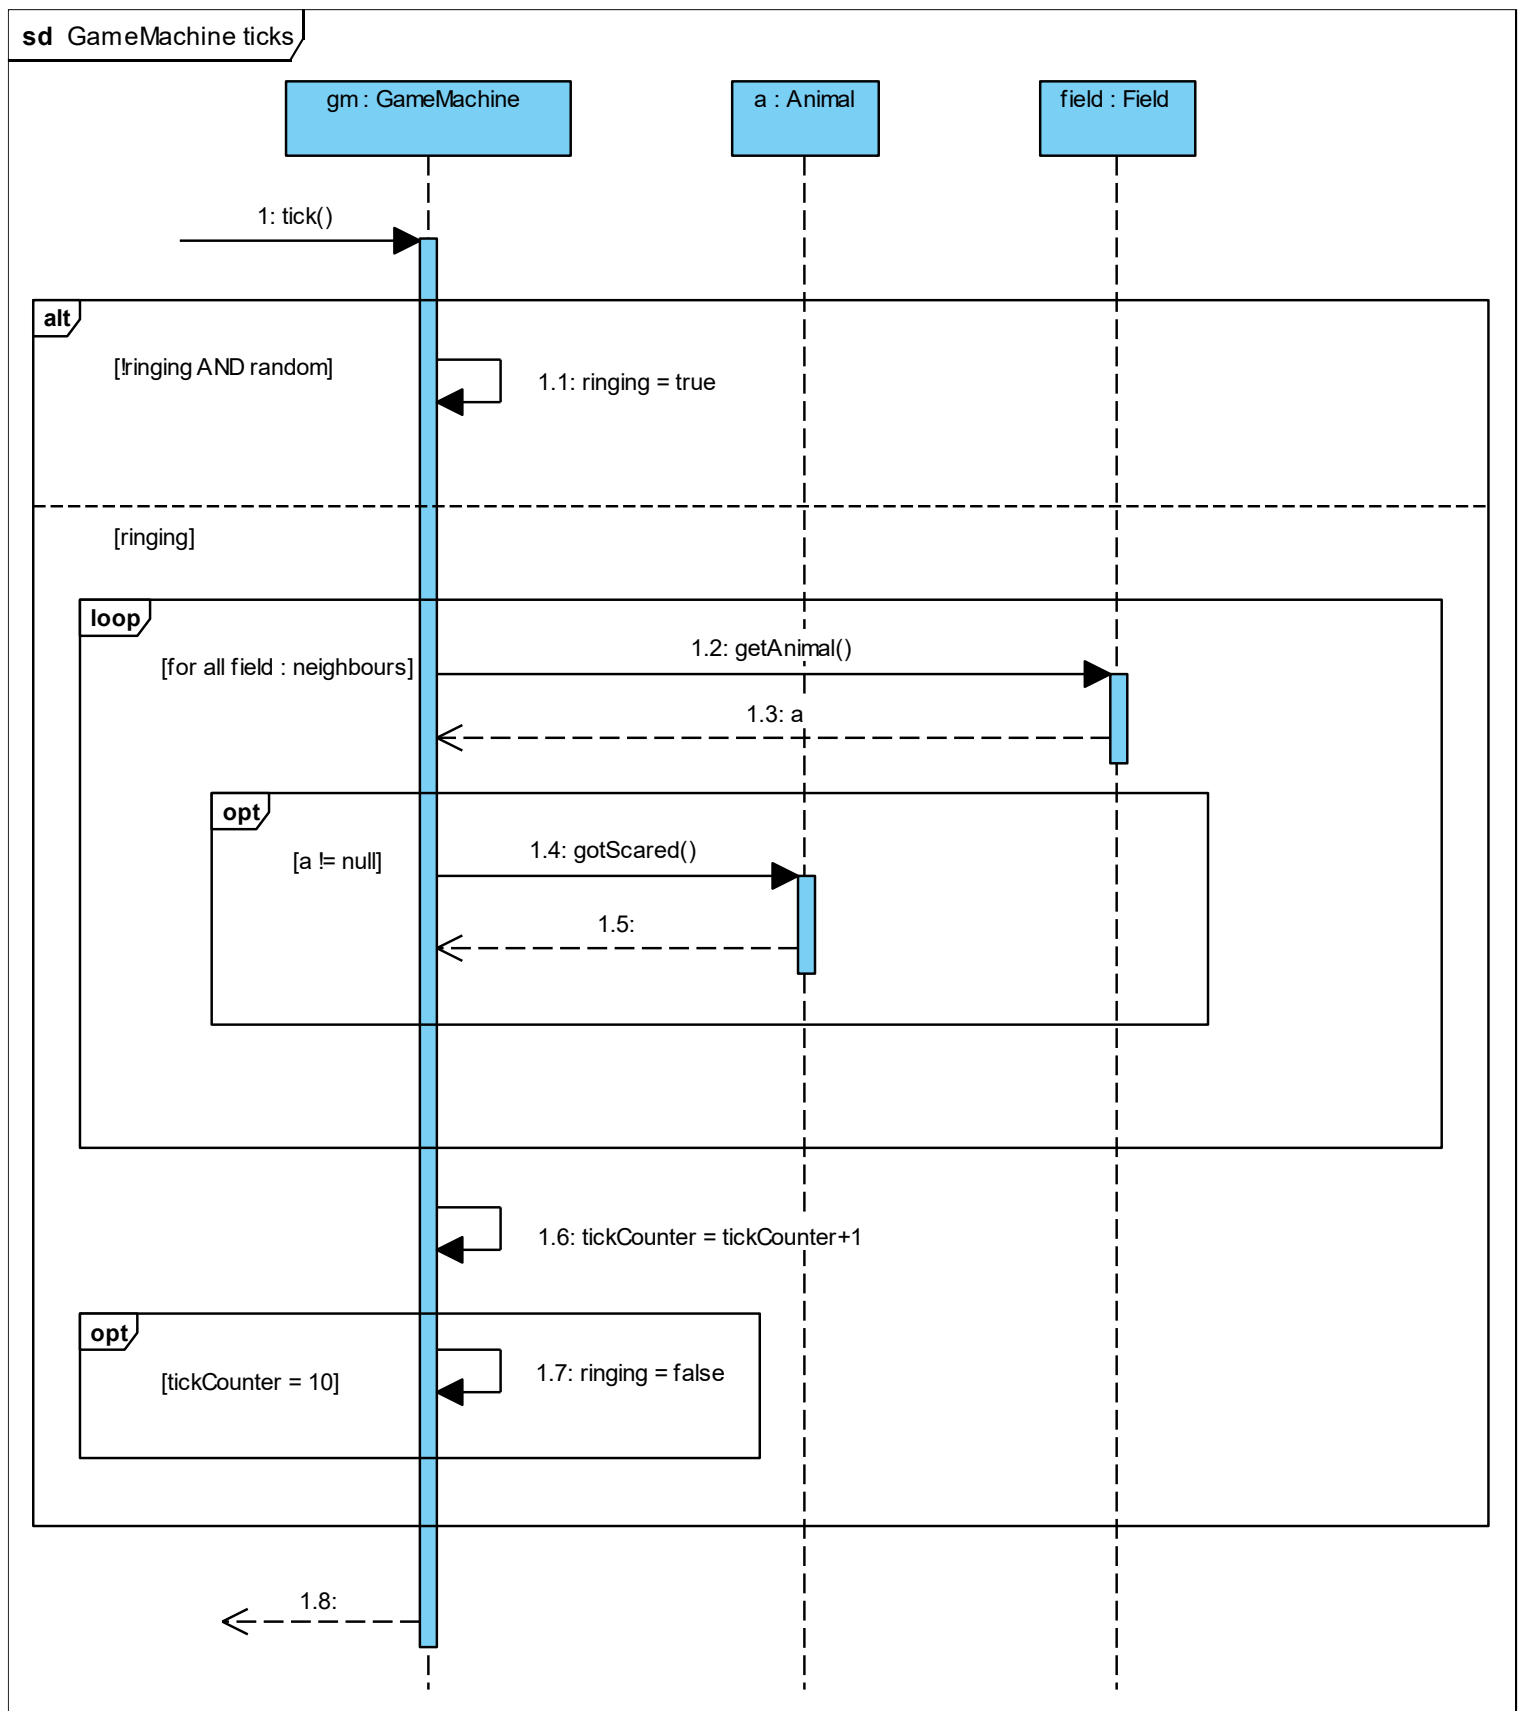 sd GameMachine ticks
gm : GameMachine
a : Animal
field : Field
1: tick()
alt
[!ringing AND random]
1.1: ringing = true
[ringing]
loop
1.2: getAnimal()
[for all field : neighbours]
1.3: a
opt
1.4: gotScared()
[a != null]
1.5:
1.6: tickCounter = tickCounter+1
opt
1.7: ringing = false
[tickCounter = 10]
1.8: